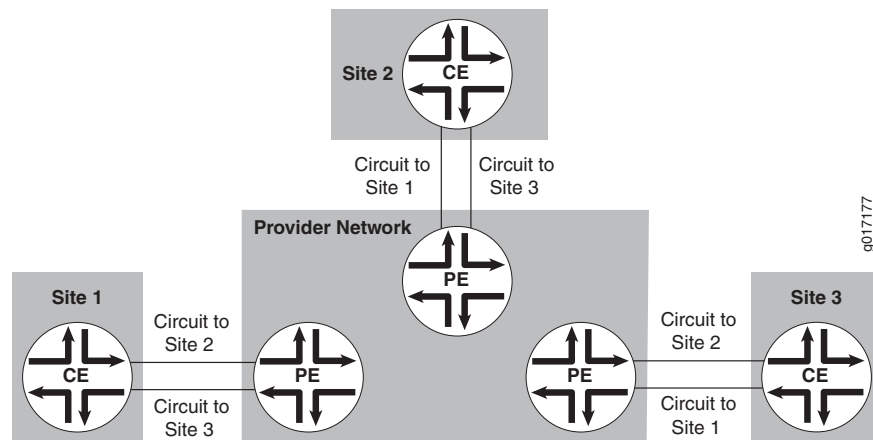 Site 2
CE
Circuit to
Site 1
Circuit to
Site 3
Provider Network
PE
g017177
Site 1
CE
Circuit to
Site 2
Circuit to
Site 3
PE
PE
Circuit to
Site 2
Circuit to
Site 1
Site 3
CE